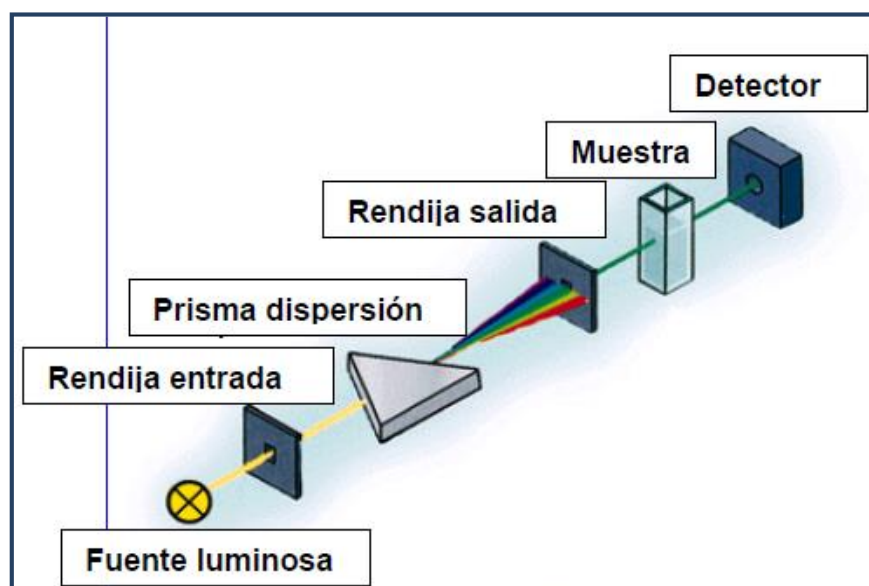 Detector
Muestra
Rendija salida
Prisma dispersión
Rendija entrada
Fuente luminosa